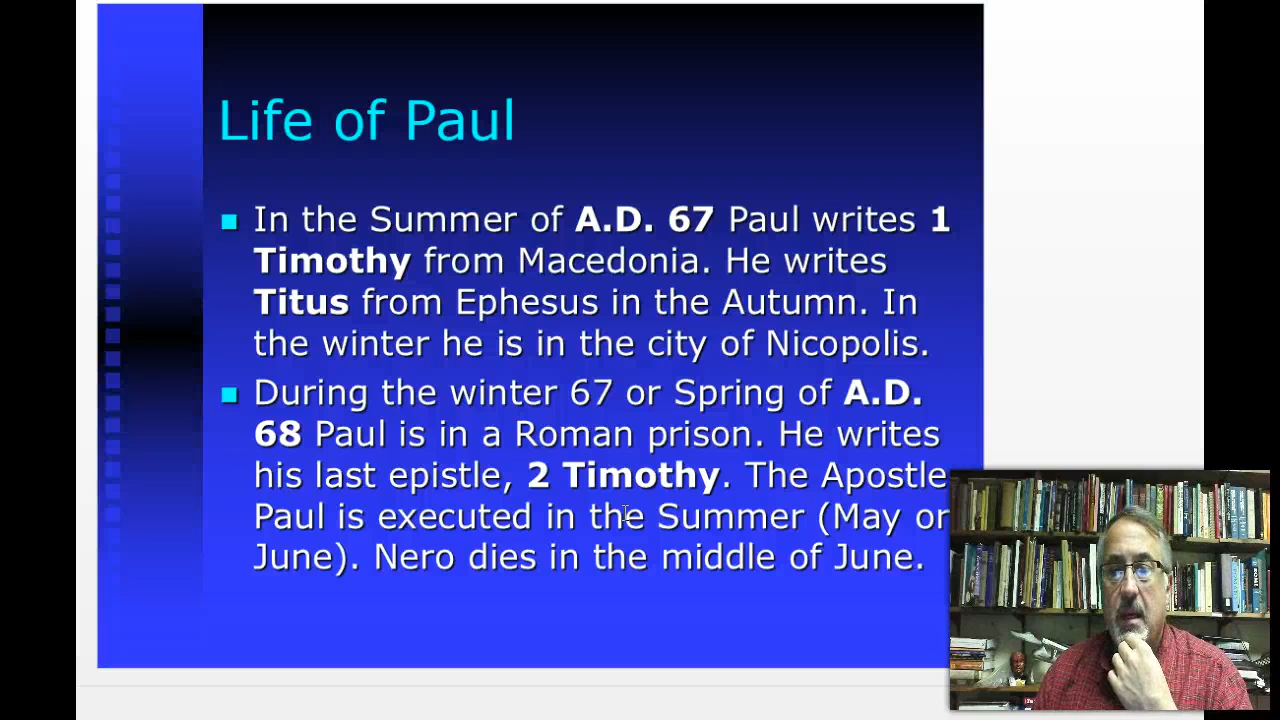 Life of Paul
In the Summer of A.D. 67 Paul writes 1
Timothy from Macedonia. He writes
Titus from Ephesus in the Autumn. In
the winter he is in the city of Nicopolis.
During the winter 67 or Spring of A.D.
68 Paul is in a Roman prison. He writes
his last epistle, 2 Timothy. The Apostle
Paul is executed in the Summer (May or
June). Nero dies in the middle of June.